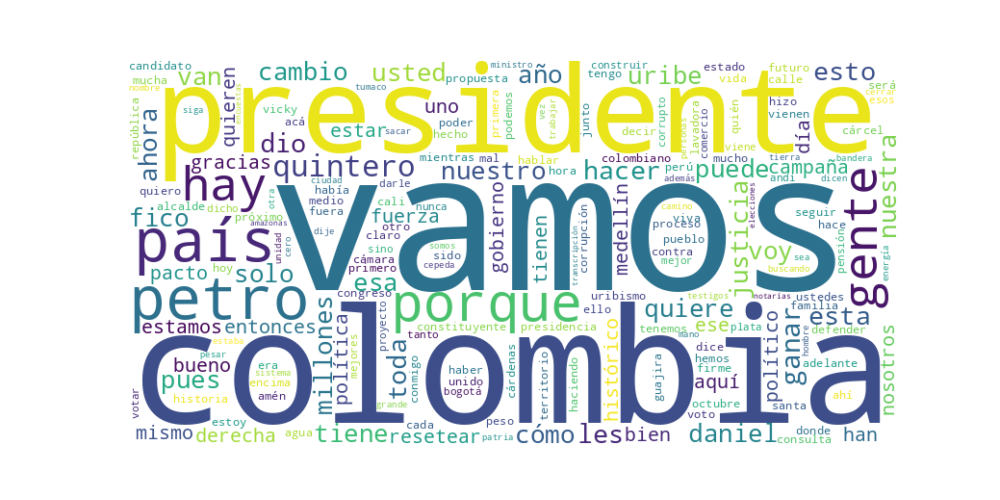 candidato
mucha
van
cambio
usted
ministro
tumaco
propuesta
año
uribe
construir
tengo
estado
vida
futuro
calle
esto
será
nombre
república
ahora
siga
quieren
encuestas
presidente
vicky
acá
dio
estar
sacar
uno
poder
hecho
primera
podemos
vez
trabajar
junto
decir
corrupto
personas
lavadora
comercio
quién
viene
hizo
vienen
día
cárcel
esos
cerrar
gracias
quintero
mientras
mal
hablar
nuestro
hora
hacer
colombiano
perú
además
mucho
tierra
puede
andi
campaña
bandera
dicen
quiero
hay
ciudad
había
darle
cali
nunca
vamos
gente
nuestra
alcalde
dicho
otra
medio
fuera
otro
fuerza
claro
fico
próximo
amazonas
dije
gobierno
somos
sido
cepeda
tienen
transcripción
corrupción
medellín
camino
viva
proceso
pueblo
contra
mejor
justicia
elecciones
voy
seguir
hace
sea
buscando
pensión
energía
país
unidad
cero
sino
cámara
primero
esa
pacto
hoy
solo
petro
congreso
porque
uribismo
ello
testigos
notarías
ustedes
familia
quiere
esta
estamos
entonces
millones
política
proyecto
tanto
constituyente
presidencia
tenemos
ese
plata
político
defender
ganar
nosotros
estaba
colombia
bueno
pesar
era
sistema
encima
pues
historia
amén
mejores
toda
conmigo
haber
unido
bogotá
cárdenas
territorio
haciendo
histórico
mano
guajira
dice
hemos
firme
aquí
hombre
adelante
ahí
votar
grande
estoy
cada
peso
octubre
voto
santa
mismo
derecha
agua
tiene
resetear
patria
cómo
les
bien
daniel
consulta
donde
han